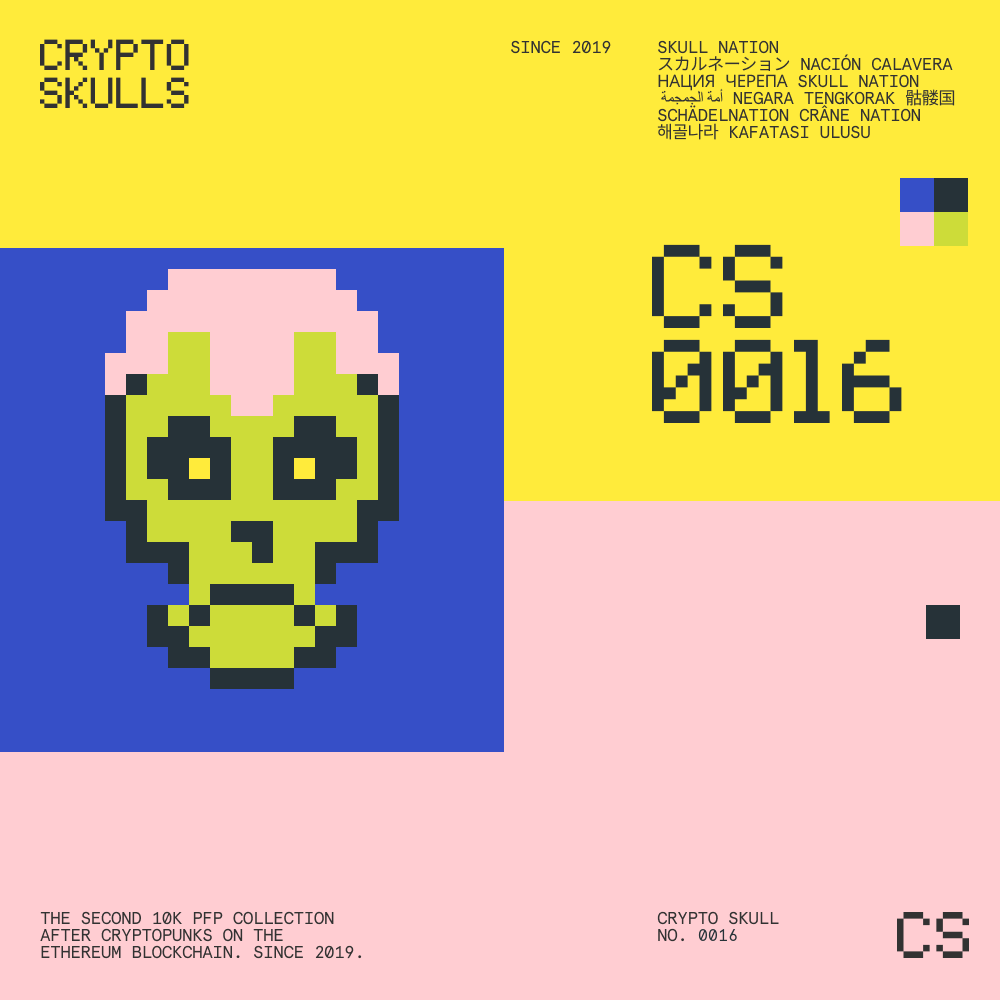 CRYPTO
SKULLS
SINCE 2019
SKULL NATION
スカルネーション NACIÓN CALAVERA
НАЦИЯ ЧЕРЕПА SKULL NATION
أمة الجمجمة NEGARA TENGKORAK 骷髅国
SCHÄDELNATION CRÂNE NATION
해골나라 KAFATASI ULUSU
CS
0016
THE SECOND 10K PFP COLLECTION
AFTER CRYPTOPUNKS ON THE
ETHEREUM BLOCKCHAIN. SINCE 2019.
CRYPTO SKULL
NO. 0016
CS